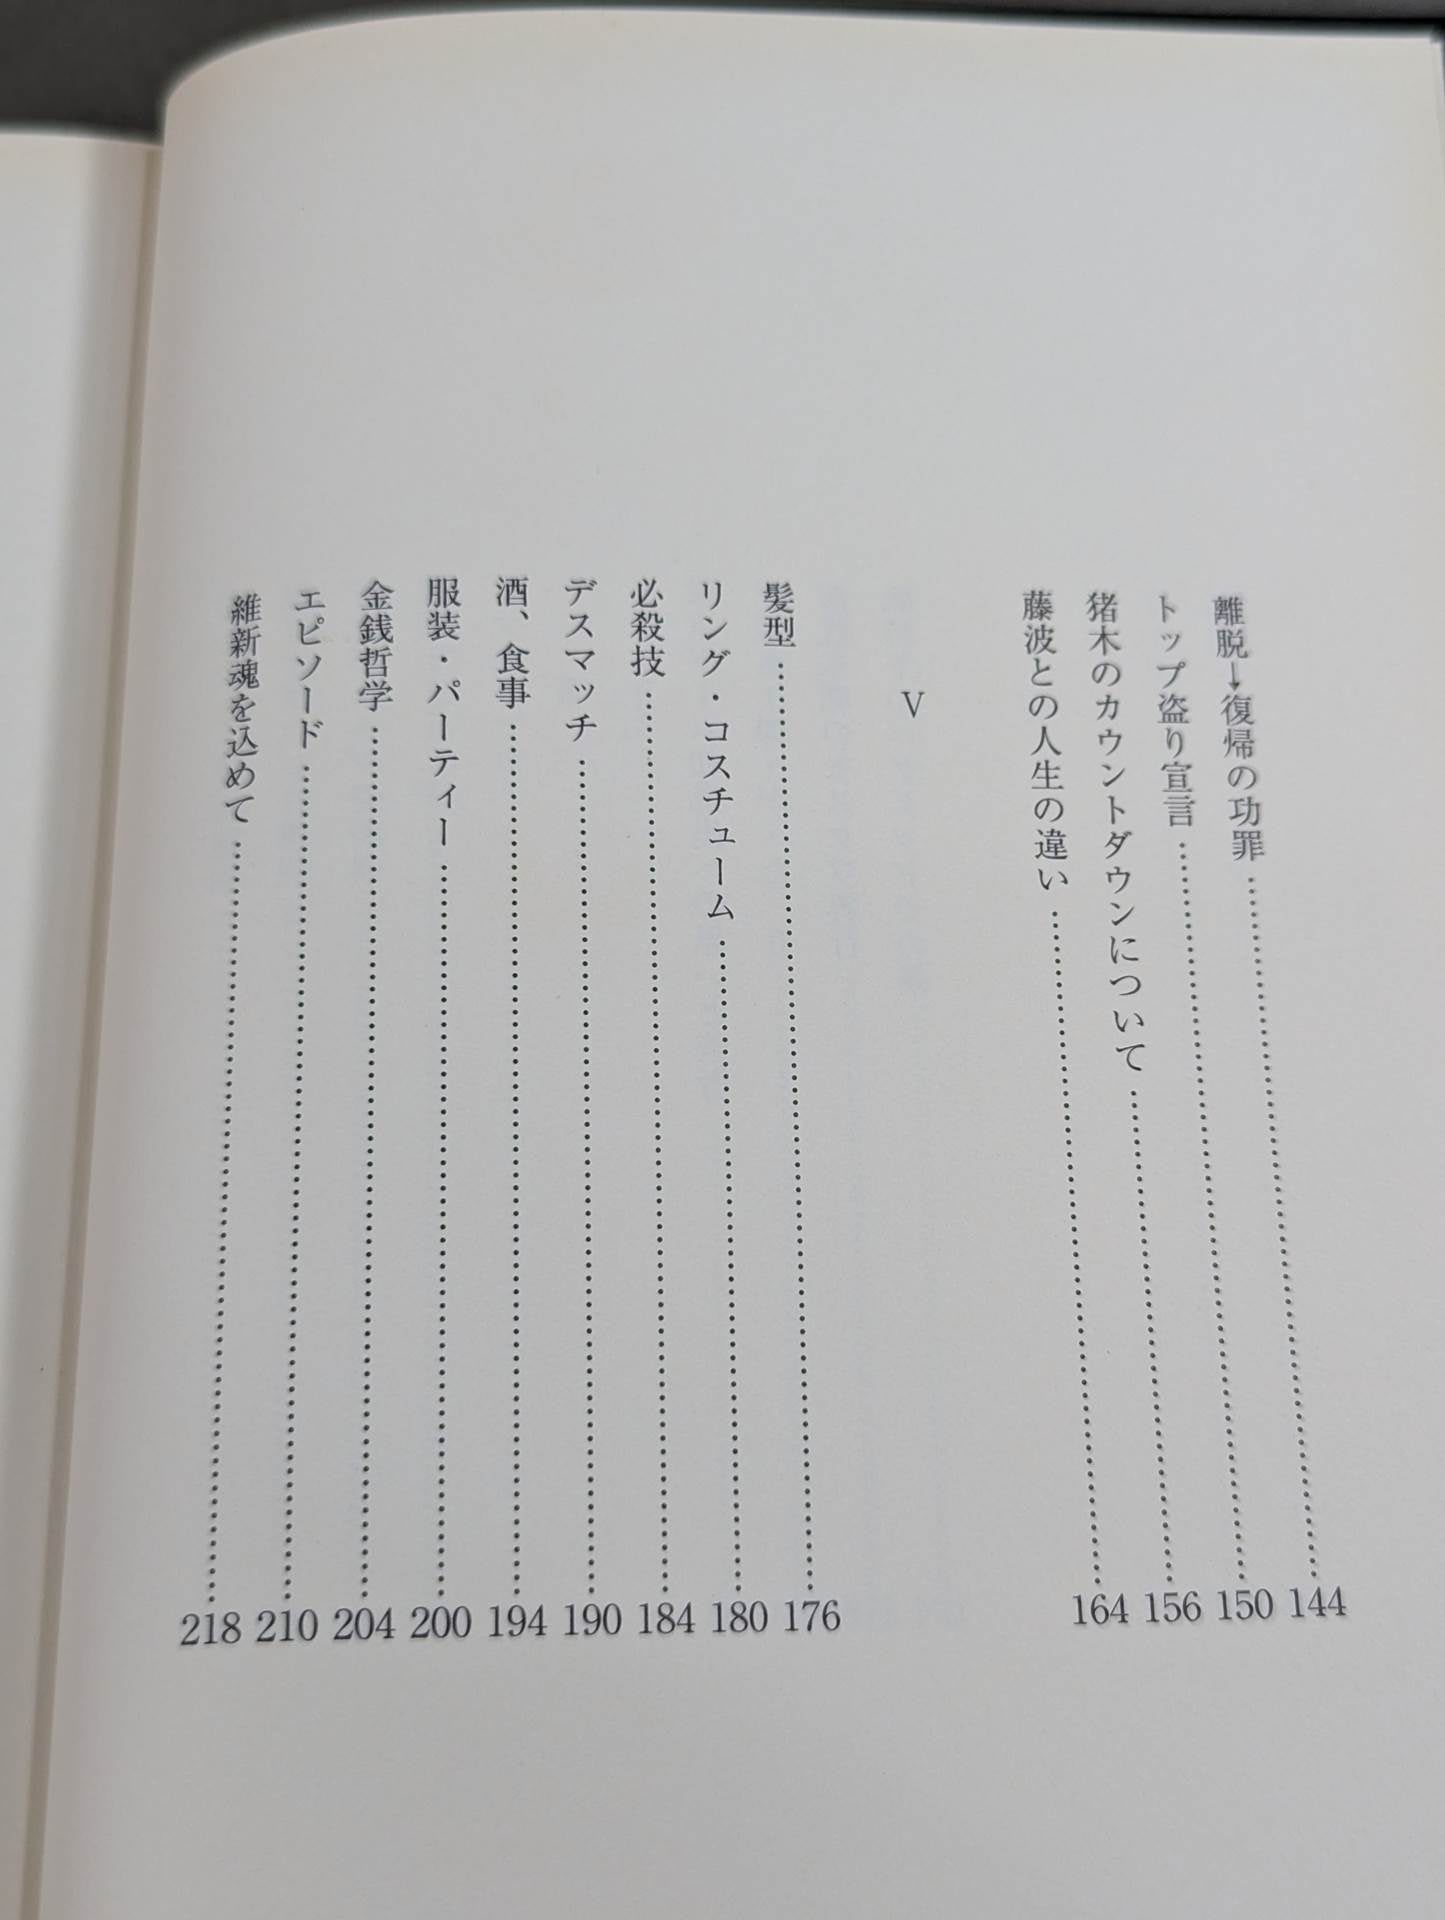 離脱→復帰の功罪……………………144
トップ盗り宣言……………………150
猪木のカウントダウンについて……………………156
藤波との人生の違い……………………164
V
髪型……………………176
リング・コスチューム……………………180
必殺技……………………184
デスマッチ……………………190
酒、食事……………………194
服装・パーティー……………………200
金銭哲学……………………204
エピソード……………………210
維新魂を込めて……………………218